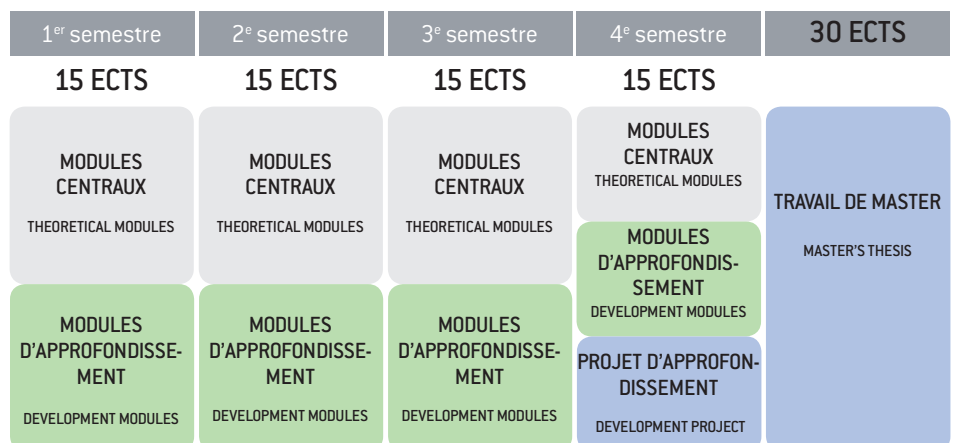 1er semestre
2e semestre
3e semestre
4e semestre
30 ECTS
15 ECTS
15 ECTS
15 ECTS
15 ECTS
MODULES
CENTRAUX
THEORETICAL MODULES
MODULES
D'APPROFONDISSE-
MENT
DEVELOPMENT MODULES
MODULES
CENTRAUX
THEORETICAL MODULES
MODULES
D'APPROFONDISSE-
MENT
DEVELOPMENT MODULES
MODULES
CENTRAUX
THEORETICAL MODULES
MODULES
D'APPROFONDISSE-
MENT
DEVELOPMENT MODULES
MODULES
CENTRAUX
THEORETICAL MODULES
MODULES
D'APPROFONDIS-
SEMENT
DEVELOPMENT MODULES
PROJET D'APPROFON-
DISSEMENT
DEVELOPMENT PROJECT
TRAVAIL DE MASTER
MASTER'S THESIS